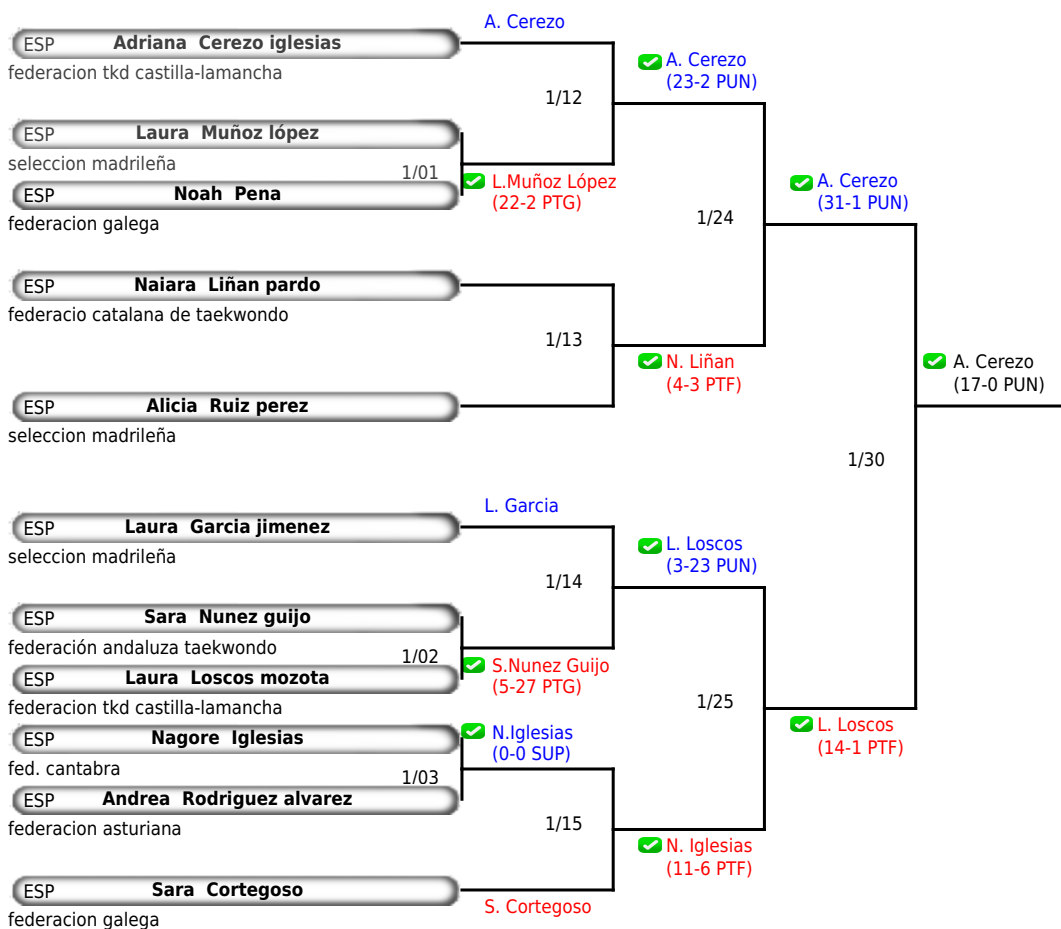 A. Cerezo
ESP Adriana Cerezo iglesias
federacion tkd castilla-lamancha
A. Cerezo
(23-2 PUN)
1/12
ESP Laura Muñoz lópez
seleccion madrileña
1/01
L.Muñoz López
(22-2 PTG)
ESP Noah Pena
federacion galega
A. Cerezo
(31-1 PUN)
1/24
ESP Naiara Liñan pardo
federacio catalana de taekwondo
1/13
N. Liñan
(4-3 PTF)
A. Cerezo
(17-0 PUN)
ESP Alicia Ruiz perez
seleccion madrileña
1/30
L. Garcia
ESP Laura Garcia jimenez
seleccion madrileña
L. Loscos
(3-23 PUN)
1/14
ESP Sara Nunez guijo
federación andaluza taekwondo
1/02
S.Nunez Guijo
(5-27 PTG)
ESP Laura Loscos mozota
federacion tkd castilla-lamancha
1/25
L. Loscos
(14-1 PTF)
ESP Nagore Iglesias
fed. cantabra
N.Iglesias
(0-0 SUP)
1/03
ESP Andrea Rodriguez alvarez
federacion asturiana
1/15
N. Iglesias
(11-6 PTF)
ESP Sara Cortegoso
federacion galega
S. Cortegoso